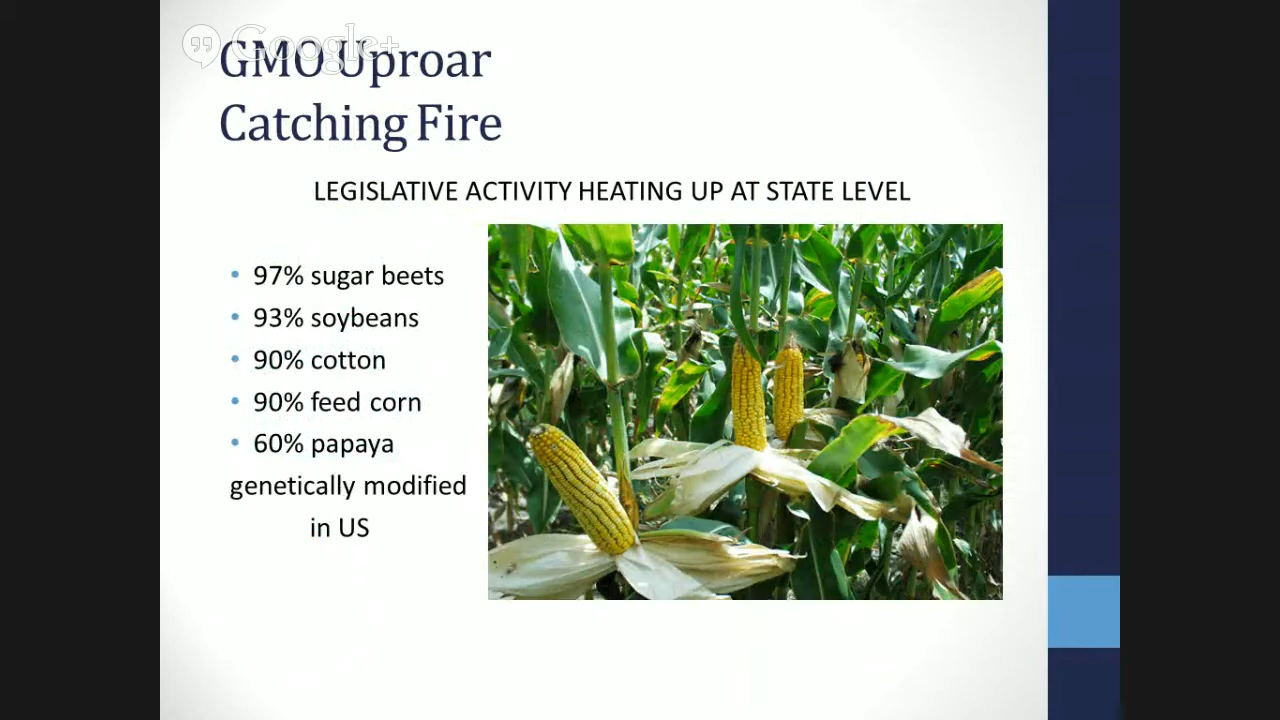 Google+
GMO Uproar
Catching Fire
LEGISLATIVE ACTIVITY HEATING UP AT STATE LEVEL
• 97% sugar beets
• 93% soybeans
• 90% cotton
• 90% feed corn
• 60% papaya
genetically modified
in US